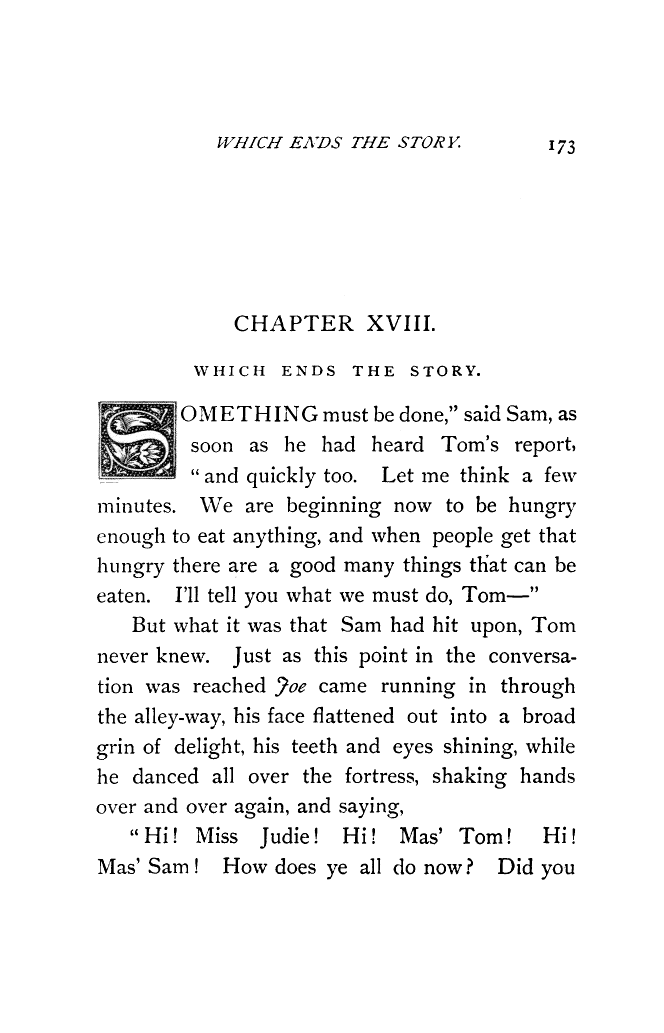 WHICH ENDS THE STORY. 173
CHAPTER XVIII.
WHICH ENDS THE STORY.
SOMETHING must be done,” said Sam, as
soon as he had heard Tom's report,
“and quickly too. Let me think a few
minutes. We are beginning now to be hungry
enough to eat anything, and when people get that
hungry there are a good many things that can be
eaten. I'll tell you what we must do, Tom—”
But what it was that Sam had hit upon, Tom
never knew. Just as this point in the conversa-
tion was reached Joe came running in through
the alley-way, his face flattened out into a broad
grin of delight, his teeth and eyes shining, while
he danced all over the fortress, shaking hands
over and over again, and saying,
“Hi! Miss Judie! Hi! Mas' Tom! Hi!
Mas' Sam! How does ye all do now? Did you